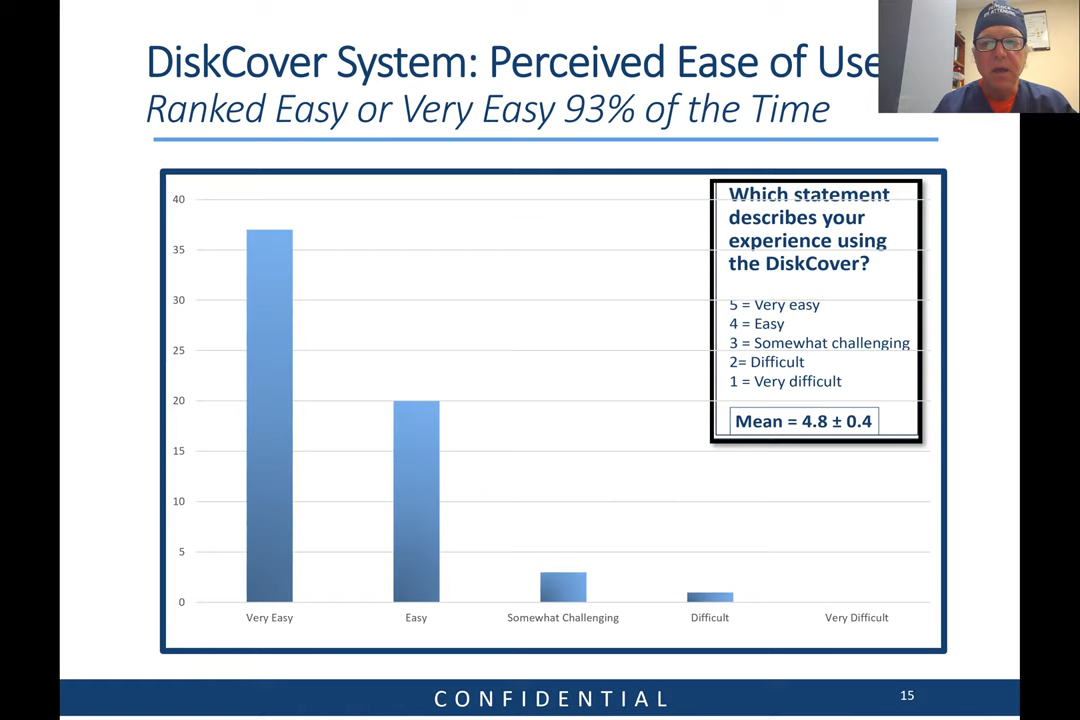 DiskCover System: Perceived Ease of Use
Ranked Easy or Very Easy 93% of the Time
Which statement
describes your
experience using
the DiskCover?
5 = Very easy
4 = Easy
3 = Somewhat challenging
2= Difficult
1 = Very difficult
Mean = 4.8 ± 0.4
40
35
30
25
20
15
10
5
0
Very Easy
Easy
Somewhat Challenging
Difficult
Very Difficult
CONFIDENTIAL
15